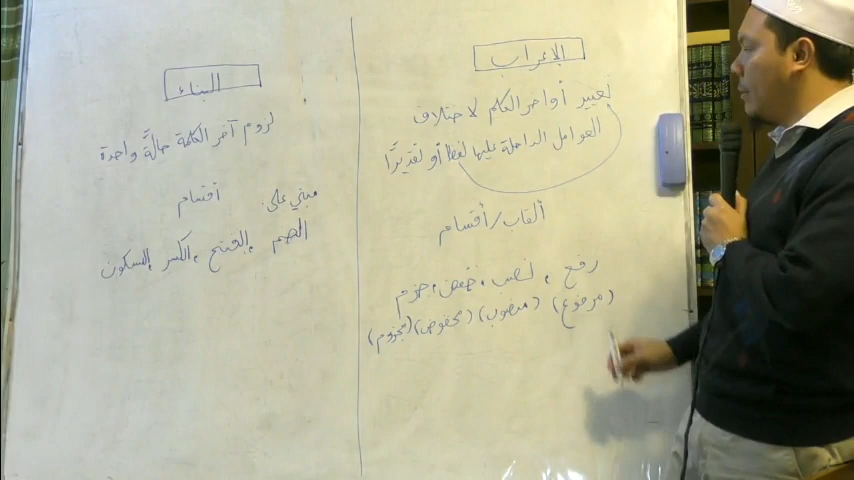 الإعراب
تغيير أواخر الكلم لاختلاف
العوامل الداخلة عليها لفظا أو تقديرًا
ألقاب/أقسام
رفع ، نصب ، خفض ، جزم
(مرفوع) (منصوب) (مخفوض) (مجزوم)
البناء
لزوم آخر الكلمة حالةً واحدة
مبني على: أقسام
الضم ، الفتح ، الكسر ، السكون